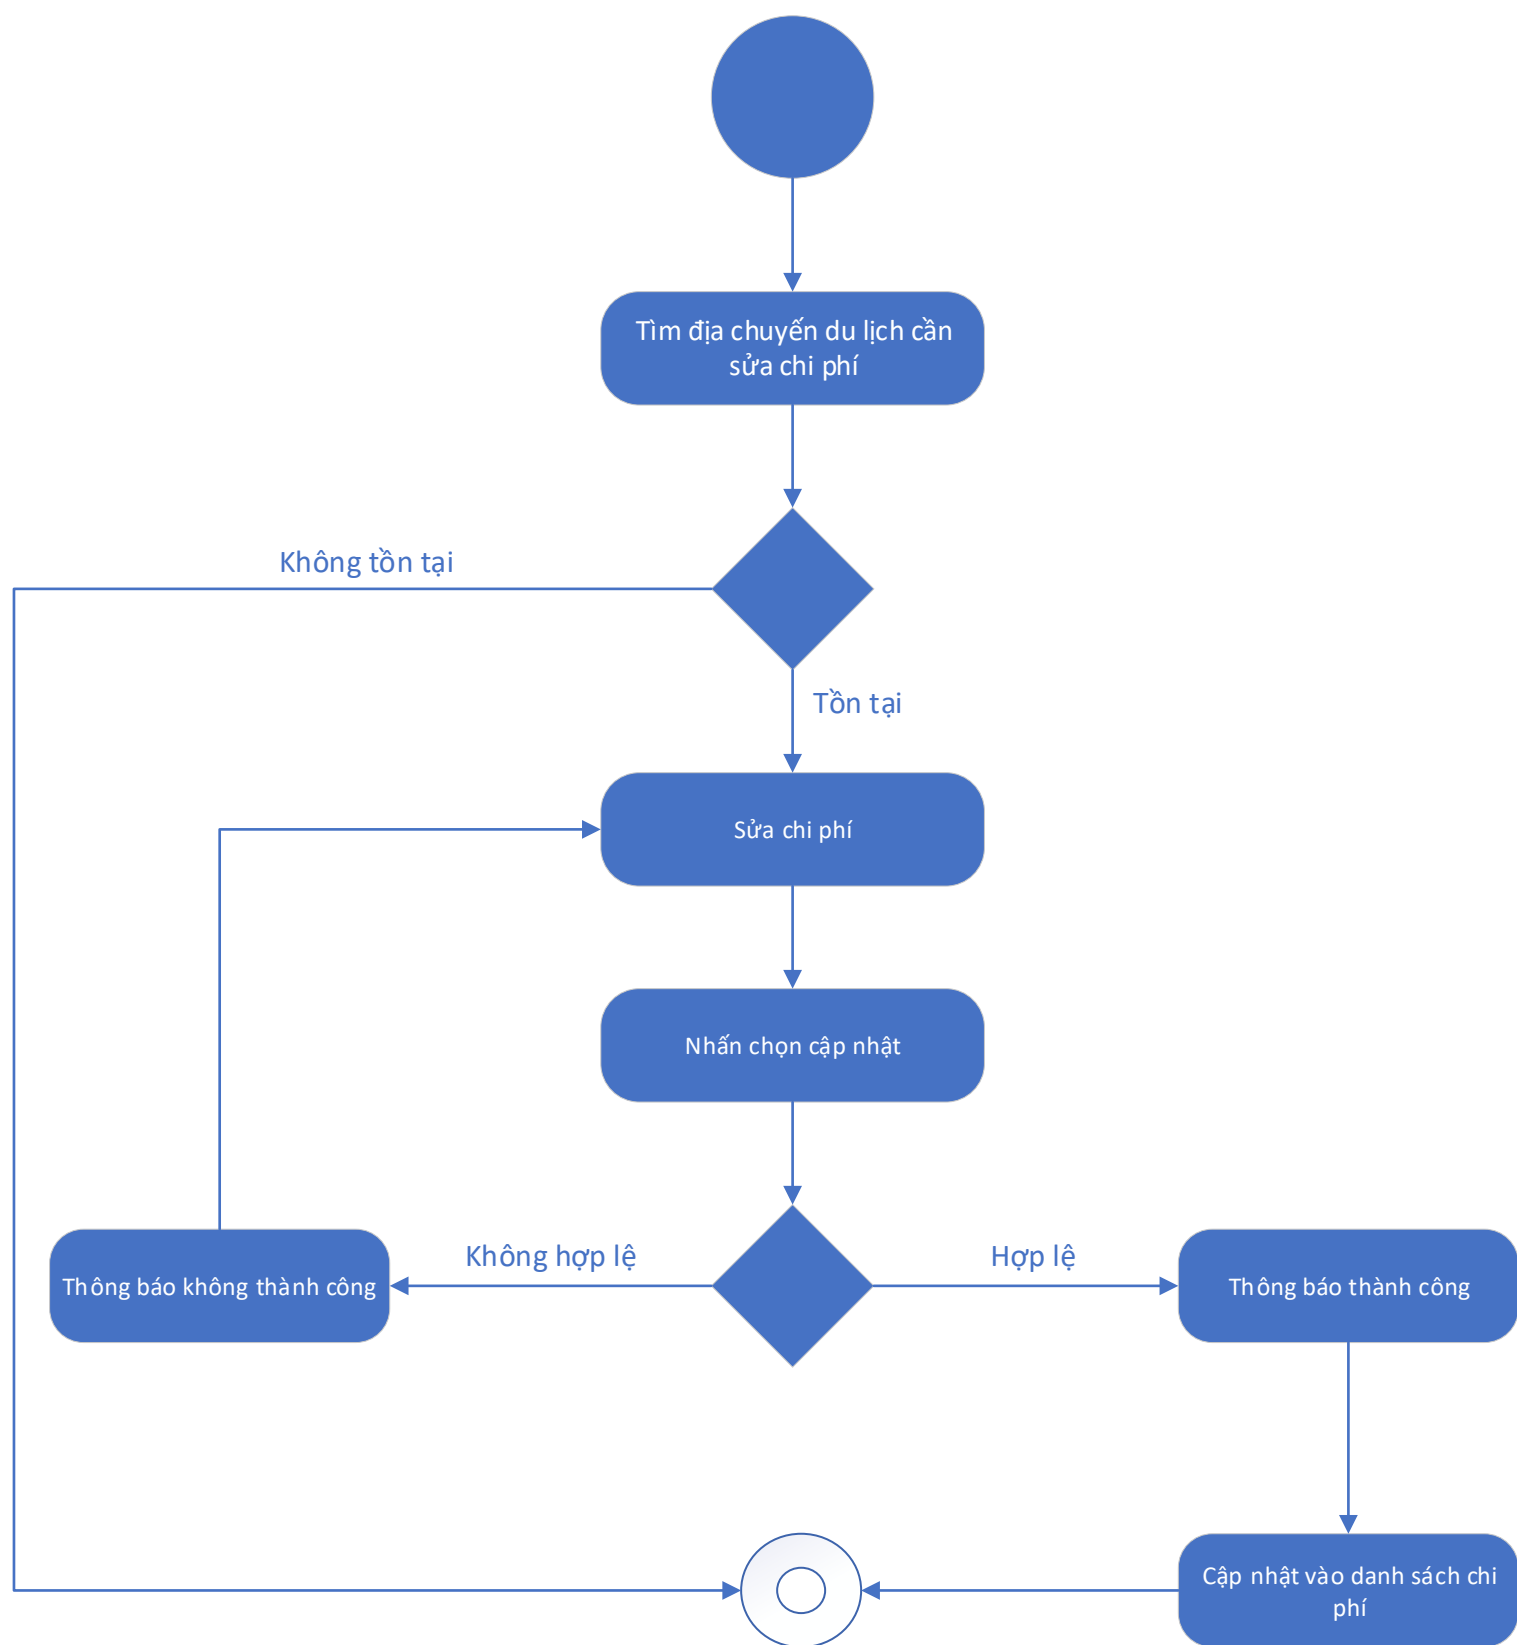 Tìm địa chuyến du lịch cần
sửa chi phí
Không tồn tại
Tồn tại
Sửa chi phí
Nhấn chọn cập nhật
Không hợp lệ
Hợp lệ
Thông báo không thành công
Thông báo thành công
Cập nhật vào danh sách chi
phí